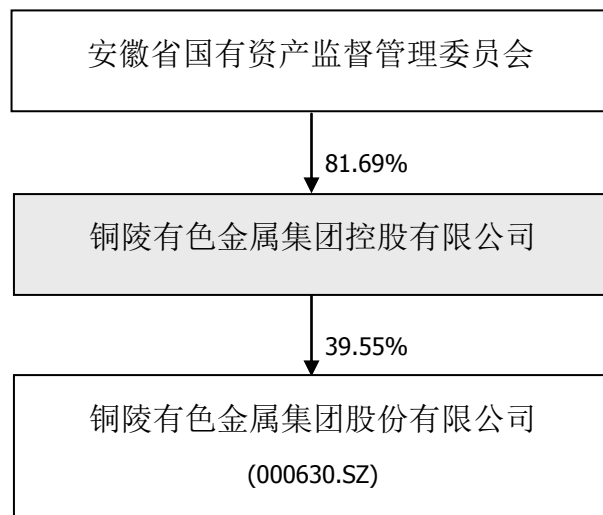 安徽省国有资产监督管理委员会
81.69%
铜陵有色金属集团控股有限公司
39.55%
铜陵有色金属集团股份有限公司
(000630.SZ)